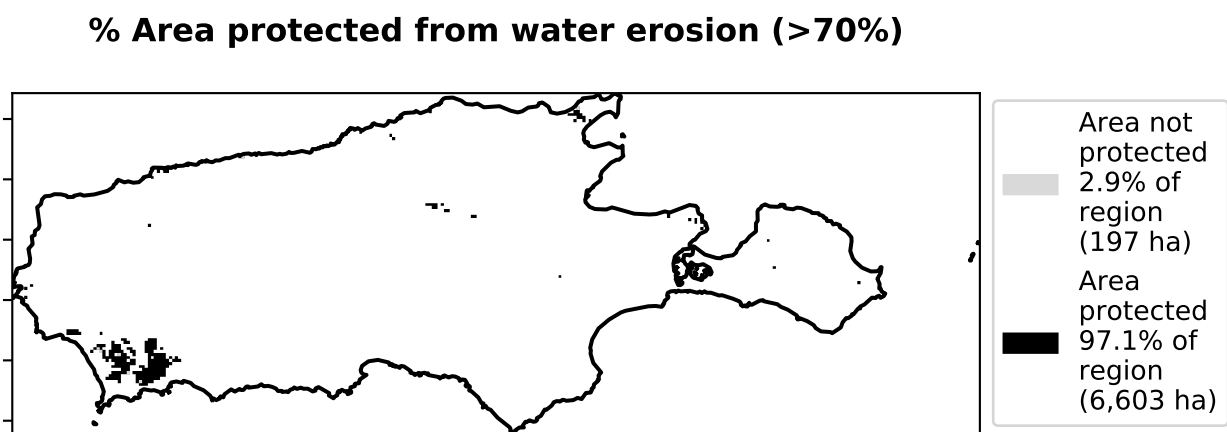 % Area protected from water erosion (>70%)
Area not
protected
2.9% of
region
(197 ha)
Area
protected
97.1% of
region
(6,603 ha)